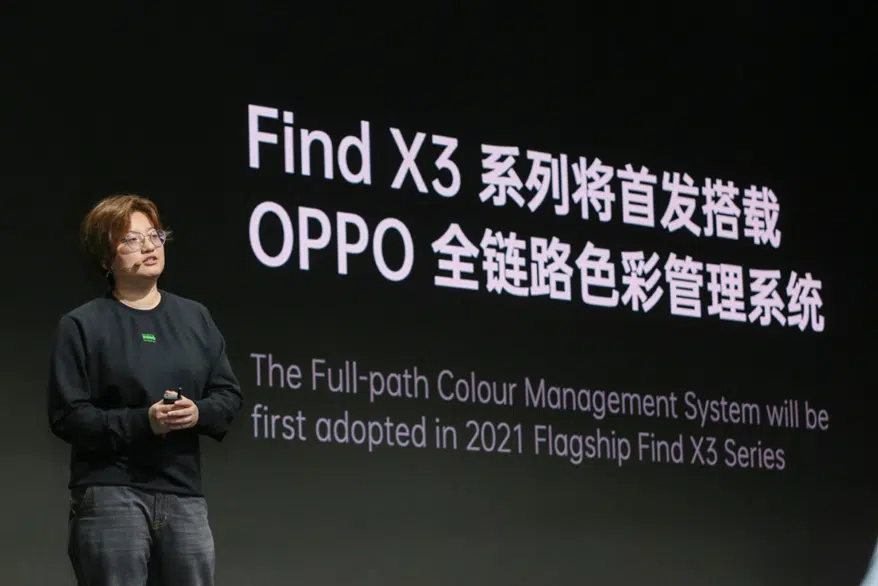 Find X3 系列将首发搭载
OPPO 全链路色彩管理系统
The Full-path Colour Management System will be
first adopted in 2021 Flagship Find X3 Series